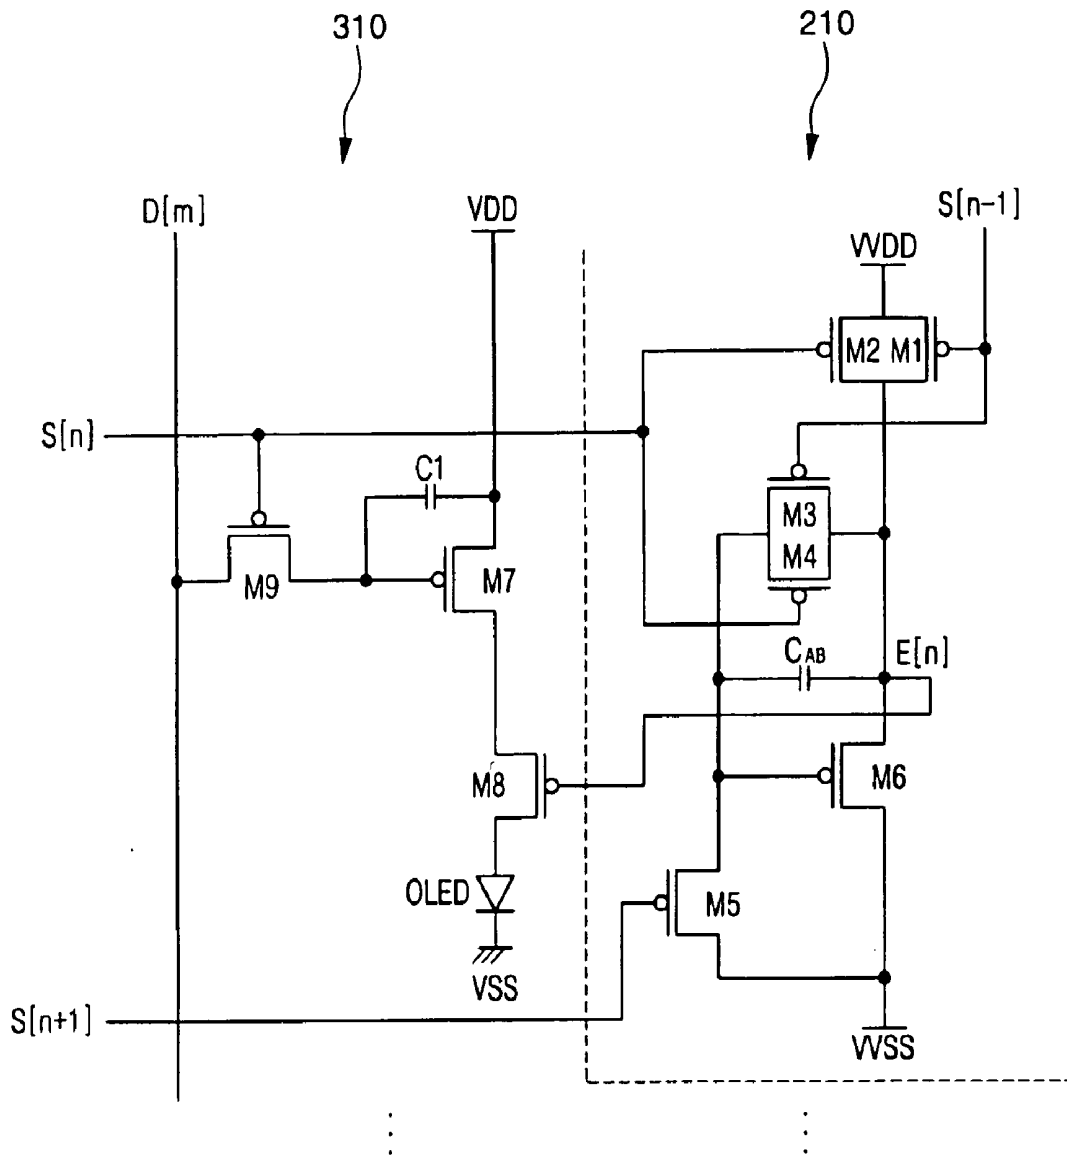 310
210
D[m]
VDD
S[n-1]
VVDD
M2 M1
S[n]
C1
M3
M9
M7
M4
CAB
E[n]
M8
M6
OLED
M5
VSS
S[n+1]
VVSS